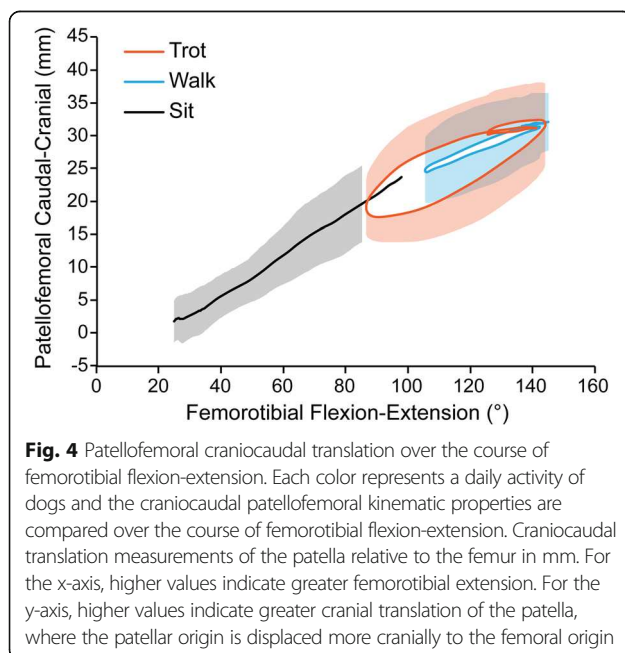 45
40
35
30
25
20
15
10
5
0
-5
Patellofemoral Caudal-Cranial (mm)
Trot
Walk
Sit
0 20 40 60 80 100 120 140 160
Femorotibial Flexion-Extension (°)
Fig. 4 Patellofemoral craniocaudal translation over the course of
femorotibial flexion-extension. Each color represents a daily activity of
dogs and the craniocaudal patellofemoral kinematic properties are
compared over the course of femorotibial flexion-extension. Craniocaudal
translation measurements of the patella relative to the femur in mm. For
the x-axis, higher values indicate greater femorotibial extension. For the
y-axis, higher values indicate greater cranial translation of the patella,
where the patellar origin is displaced more cranially to the femoral origin